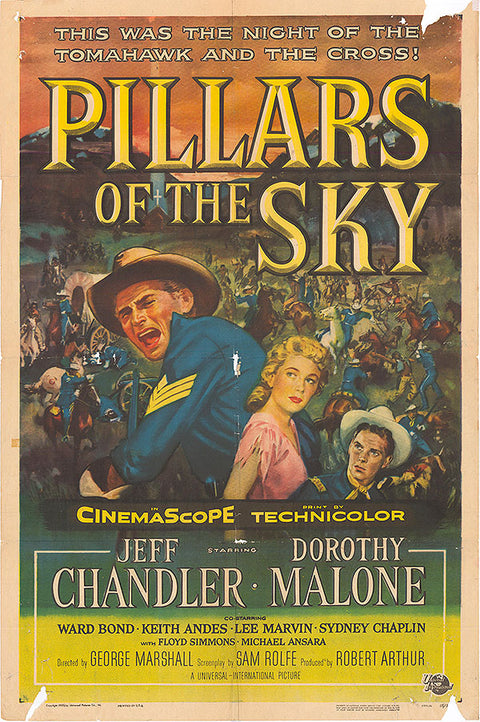 THIS WAS THE NIGHT OF THE
TOMAHAWK AND THE CROSS!
PILLARS
OF THE
SKY
IN
CINEMASCOPE
PRINT BY
TECHNICOLOR
STARRING
JEFF
CHANDLER · DOROTHY
MALONE
CO-STARRING
WARD BOND · KEITH ANDES · LEE MARVIN · SYDNEY CHAPLIN
WITH FLOYD SIMMONS · MICHAEL ANSARA
Directed by GEORGE MARSHALL Screenplay by SAM ROLFE Produced by ROBERT ARTHUR
A UNIVERSAL-INTERNATIONAL PICTURE